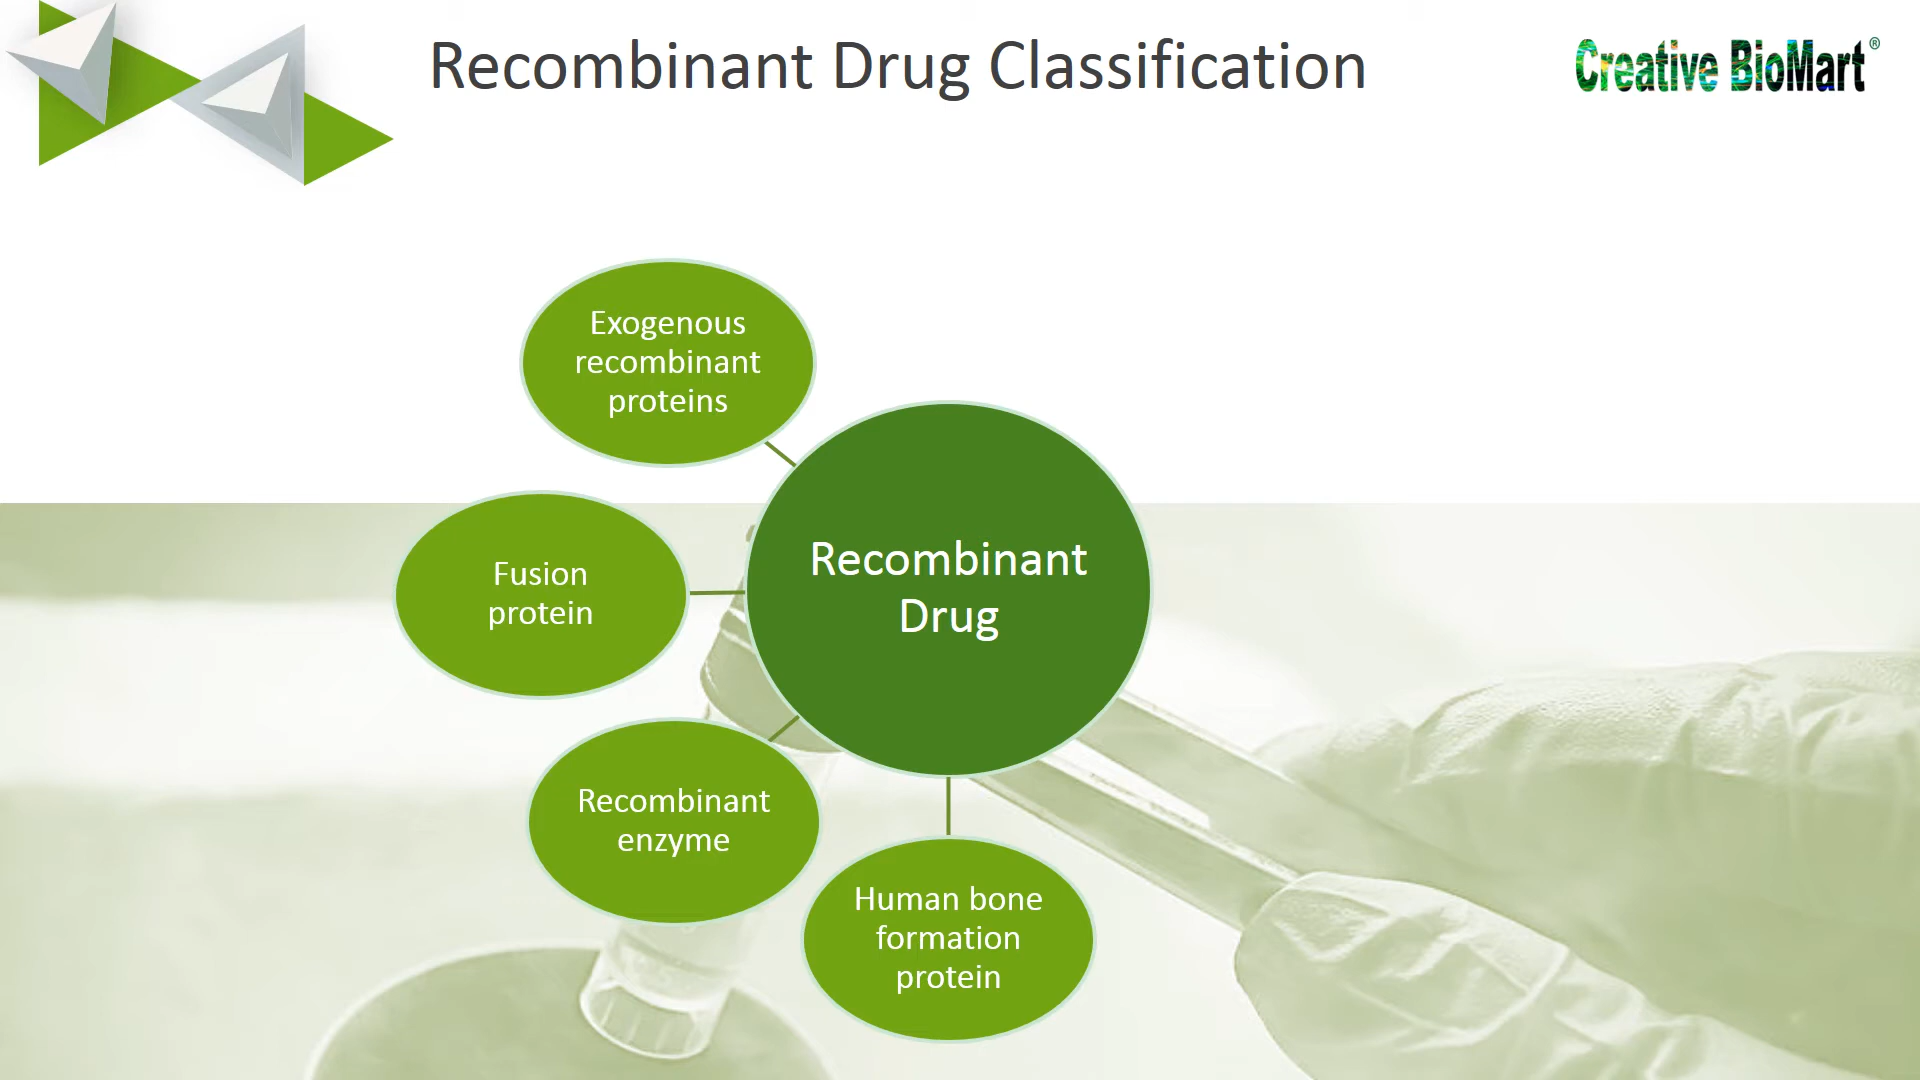 Recombinant Drug Classification
Creative BioMart®
Exogenous
recombinant
proteins
Fusion
protein
Recombinant
Drug
Recombinant
enzyme
Human bone
formation
protein